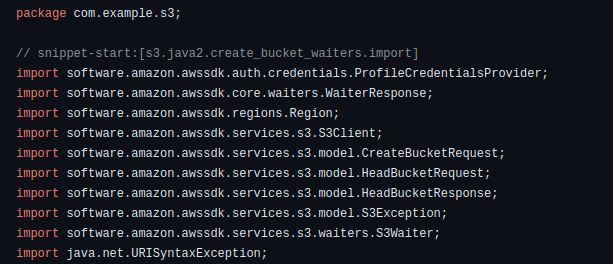 package com.example.s3;
// snippet-start:[s3.java2.create_bucket_waiters.import]
import software.amazon.awssdk.auth.credentials.ProfileCredentialsProvider;
import software.amazon.awssdk.core.waiters.WaiterResponse;
import software.amazon.awssdk.regions.Region;
import software.amazon.awssdk.services.s3.S3Client;
import software.amazon.awssdk.services.s3.model.CreateBucketRequest;
import software.amazon.awssdk.services.s3.model.HeadBucketRequest;
import software.amazon.awssdk.services.s3.model.HeadBucketResponse;
import software.amazon.awssdk.services.s3.model.S3Exception;
import software.amazon.awssdk.services.s3.waiters.S3Waiter;
import java.net.URISyntaxException;